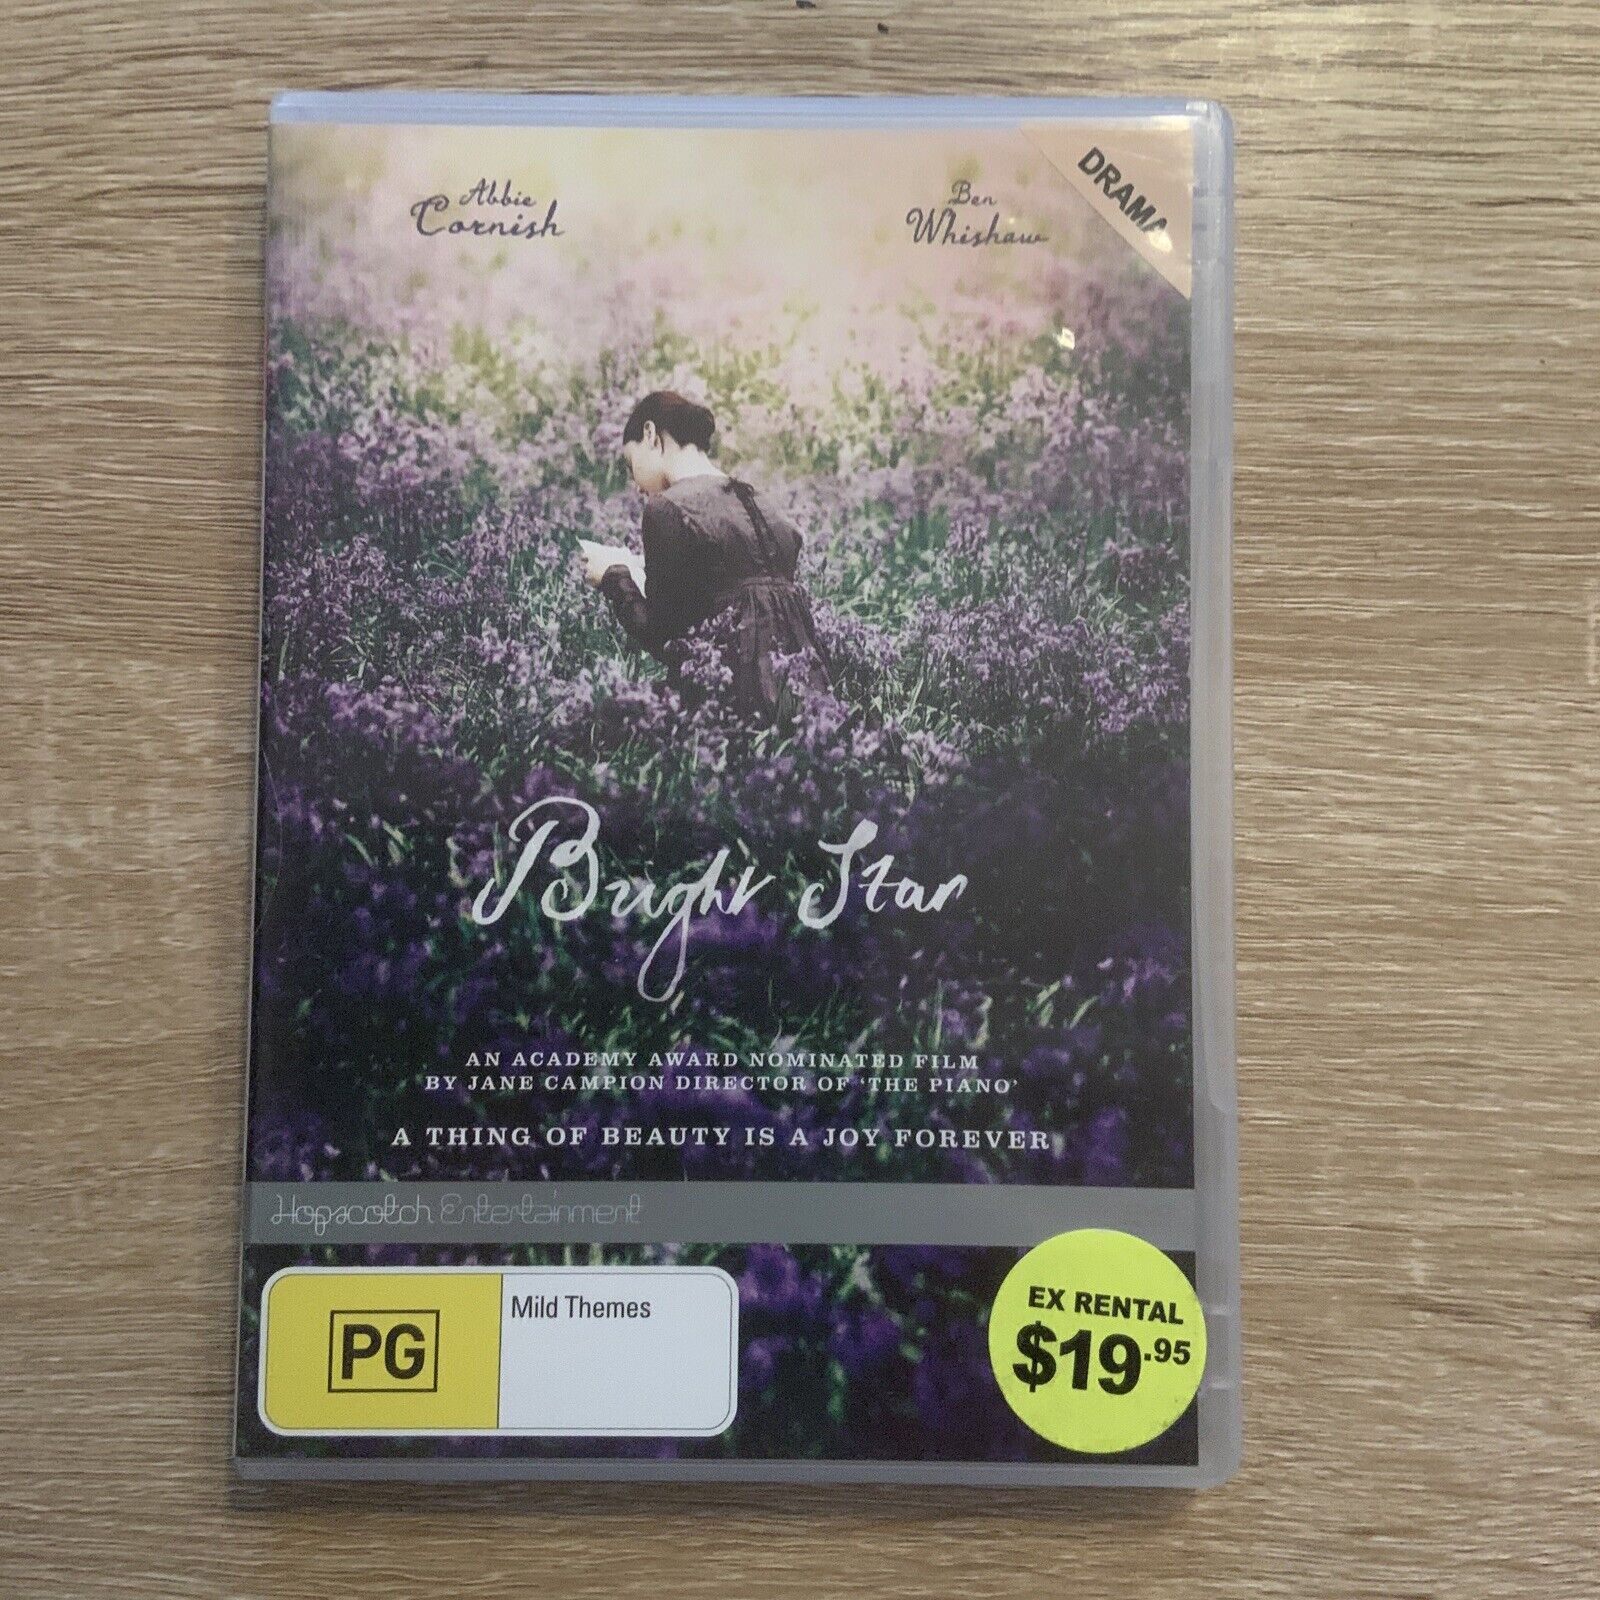 Abbie
Cornish
Ben
Whishaw
DRAMA
Bright Star
AN ACADEMY AWARD NOMINATED FILM
BY JANE CAMPION DIRECTOR OF 'THE PIANO'
A THING OF BEAUTY IS A JOY FOREVER
Hopscotch Entertainment
PG
Mild Themes
EX RENTAL
$19.95